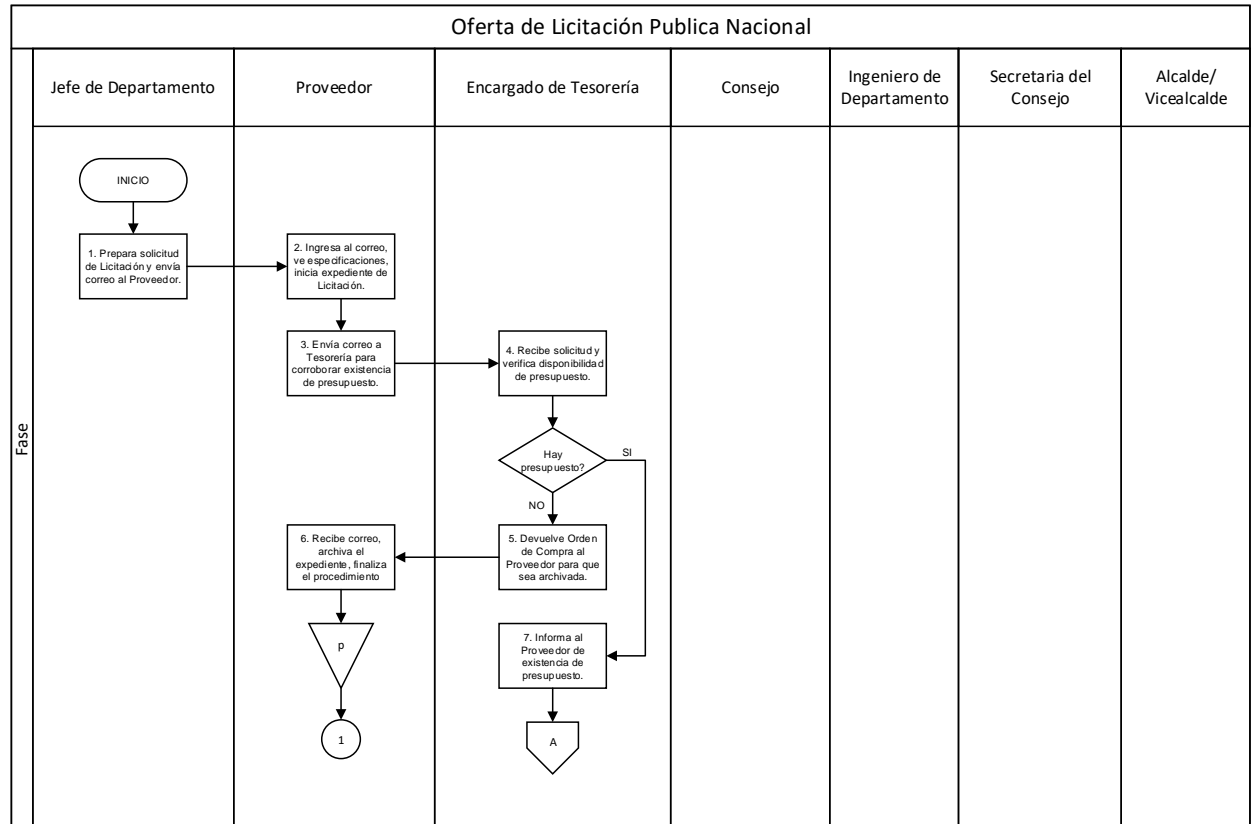 Oferta de Licitación Publica Nacional
Jefe de Departamento
Proveedor
Encargado de Tesorería
Consejo
Ingeniero de
Departamento
Secretaria del
Consejo
Alcalde/
Vicealcalde
Fase
INICIO
1. Prepara solicitud
de Licitación y envía
correo al Proveedor.
2. Ingresa al correo,
ve especificaciones,
inicia expediente de
Licitación.
3. Envía correo a
Tesorería para
corroborar existencia
de presupuesto.
4. Recibe solicitud y
verifica disponibilidad
de presupuesto.
Hay
presupuesto?
SI
NO
5. Devuelve Orden
de Compra al
Proveedor para que
sea archivada.
6. Recibe correo,
archiva el
expediente, finaliza
el procedimiento
p
1
7. Informa al
Proveedor de
existencia de
presupuesto.
A